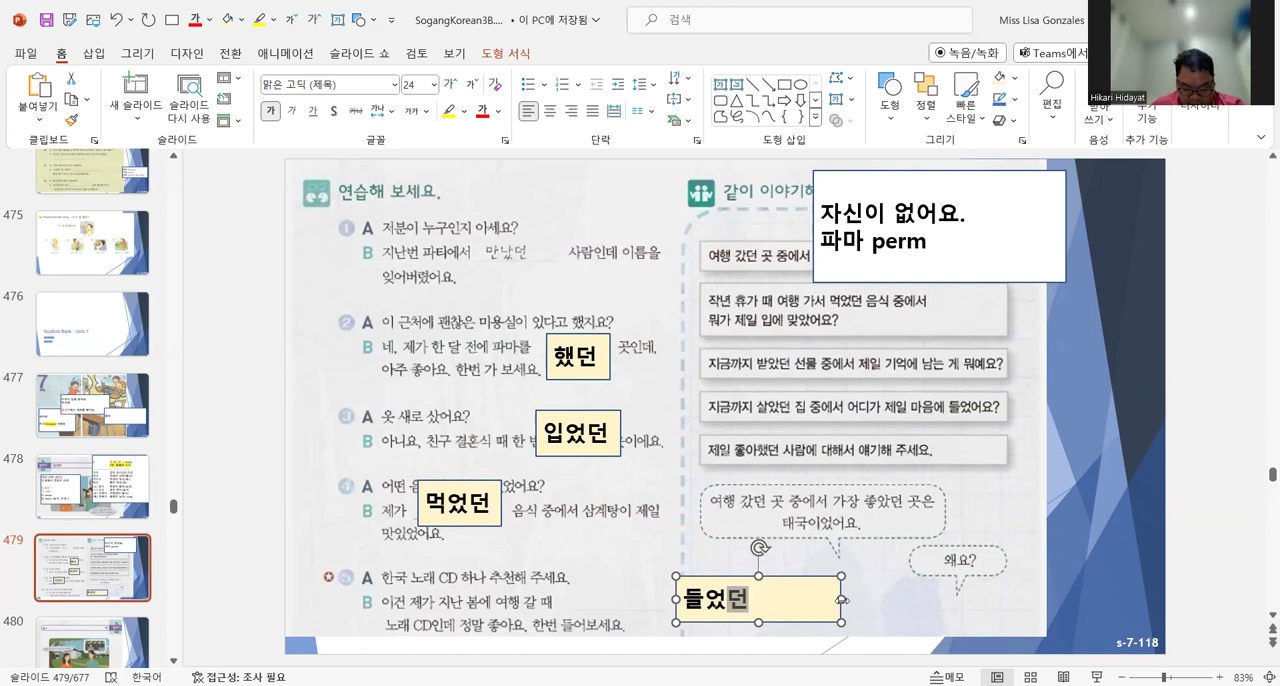 SogangKorean3B.... • 이 PC에 저장됨
검색
Miss Lisa Gonzales
파일 홈 삽입 그리기 디자인 전환 애니메이션 슬라이드 쇼 검토 보기 도형 서식
녹음/녹화
Teams에서
Hikari Hidayat
붙여넣기
새 슬라이드
슬라이드 다시 사용
맑은 고딕 (제목) 24
도형 정렬 빠른 스타일
편집
쓰기
기능
클립보드 슬라이드 글꼴 단락 도형 삽입 그리기 음성 추가 기능
475
476
Student Book - Unit 7
477
478
479
480
연습해 보세요.
1 A 저분이 누구인지 아세요?
B 지난번 파티에서 만났던 사람인데 이름을
잊어버렸어요.
2 A 이 근처에 괜찮은 미용실이 있다고 했지요?
B 네, 제가 한 달 전에 파마를 했던 곳인데,
아주 좋아요. 한번 가 보세요.
3 A 옷 새로 샀어요?
B 아니요, 친구 결혼식 때 한 입었던 이에요.
4 A 어떤 었어요?
B 제가 먹었던 음식 중에서 삼계탕이 제일
맛있었어요.
5 A 한국 노래 CD 하나 추천해 주세요.
B 이건 제가 지난 봄에 여행 갈 때 들었던
노래 CD인데 정말 좋아요. 한번 들어보세요.
같이 이야기해
자신이 없어요.
파마 perm
여행 갔던 곳 중에서
작년 휴가 때 여행 가서 먹었던 음식 중에서
뭐가 제일 입에 맞았어요?
지금까지 받았던 선물 중에서 제일 기억에 남는 게 뭐예요?
지금까지 살았던 집 중에서 어디가 제일 마음에 들었어요?
제일 좋아했던 사람에 대해서 얘기해 주세요.
여행 갔던 곳 중에서 가장 좋았던 곳은
태국이었어요.
왜요?
s-7-118
슬라이드 479/677 한국어 접근성: 조사 필요 메모 83%